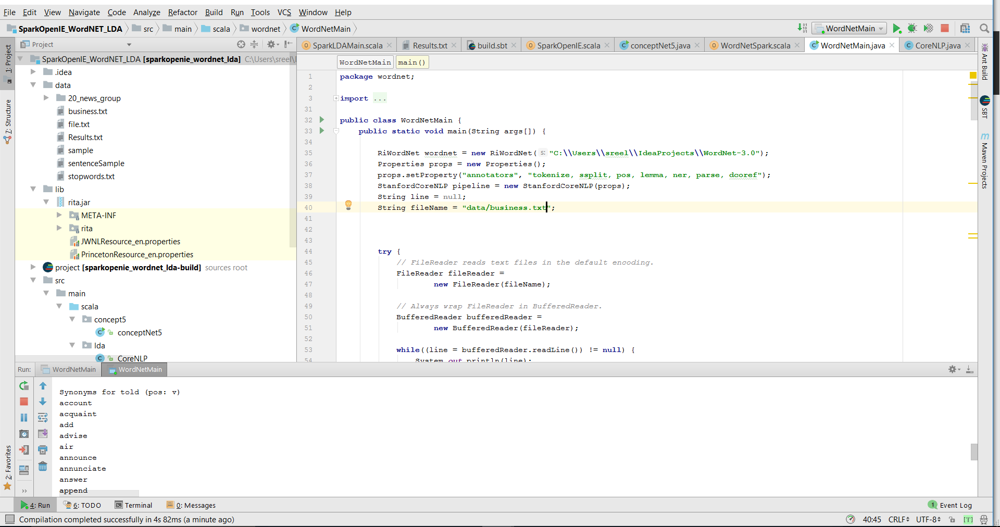 File Edit View Navigate Code Analyze Refactor Build Run Tools VCS Window Help
SparkOpenIE_WordNET_LDA src main scala wordnet WordNetMain
WordNetMain
Project
SparkLDAMain.scala Results.txt build.sbt SparkOpenIE.scala conceptNet5.java WordNetSpark.scala WordNetMain.java CoreNLP.java
1: Project
7: Structure
2: Favorites
SparkOpenIE_WordNET_LDA [sparkopenie_wordnet_lda] C:\Users\sreel\
.idea
data
20_news_group
business.txt
file.txt
Results.txt
sample
sentenceSample
stopwords.txt
lib
rita.jar
META-INF
rita
JWNLResource_en.properties
PrincetonResource_en.properties
project [sparkopenie_wordnet_lda-build] sources root
src
main
scala
concept5
conceptNet5
lda
CoreNLP
WordNetMain main()
1 package wordnet;
2
3 import ...
31
32 public class WordNetMain {
33 public static void main(String args[]) {
34
35 RiWordNet wordnet = new RiWordNet( s: "C:\\Users\\sreel\\IdeaProjects\\WordNet-3.0");
36 Properties props = new Properties();
37 props.setProperty("annotators", "tokenize, ssplit, pos, lemma, ner, parse, dcoref");
38 StanfordCoreNLP pipeline = new StanfordCoreNLP(props);
39 String line = null;
40 String fileName = "data/business.txt";
41
42
43
44 try {
45 // FileReader reads text files in the default encoding.
46 FileReader fileReader =
47 new FileReader(fileName);
48
49 // Always wrap FileReader in BufferedReader.
50 BufferedReader bufferedReader =
51 new BufferedReader(fileReader);
52
53 while((line = bufferedReader.readLine()) != null) {
54 System.out.println(line);
Ant Build
SBT
m Maven Projects
Run: WordNetMain WordNetMain
Synonyms for told (pos: v)
account
acquaint
add
advise
air
announce
annunciate
answer
append
4: Run 6: TODO Terminal 0: Messages 1 Event Log
Compilation completed successfully in 4s 82ms (a minute ago) 40:45 CRLF UTF-8 [T]